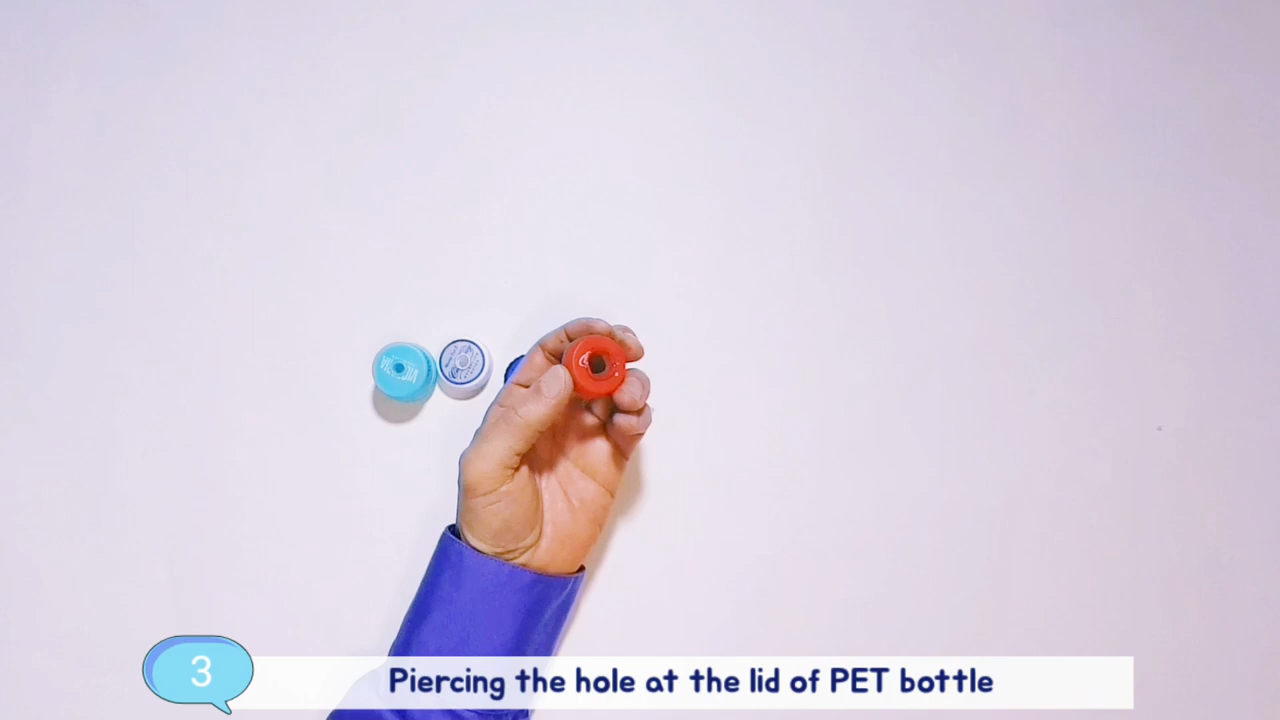 3
Piercing the hole at the lid of PET bottle